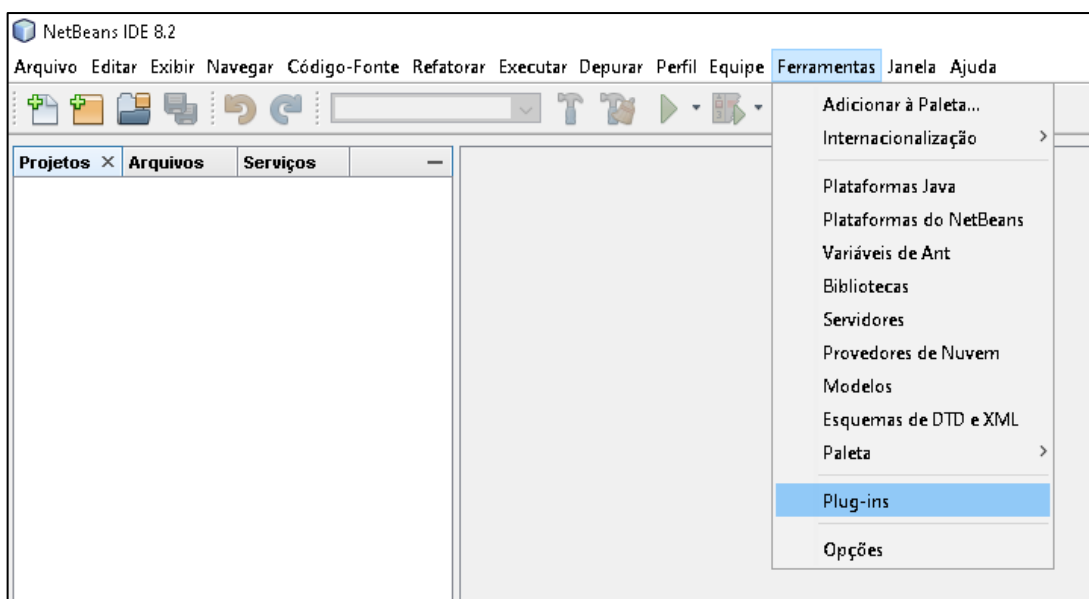 NetBeans IDE 8.2
Arquivo Editar Exibir Navegar Código-Fonte Refatorar Executar Depurar Perfil Equipe Ferramentas Janela Ajuda
Adicionar à Paleta...
Internacionalização
Projetos Arquivos Serviços
Plataformas Java
Plataformas do NetBeans
Variáveis de Ant
Bibliotecas
Servidores
Provedores de Nuvem
Modelos
Esquemas de DTD e XML
Paleta
Plug-ins
Opções